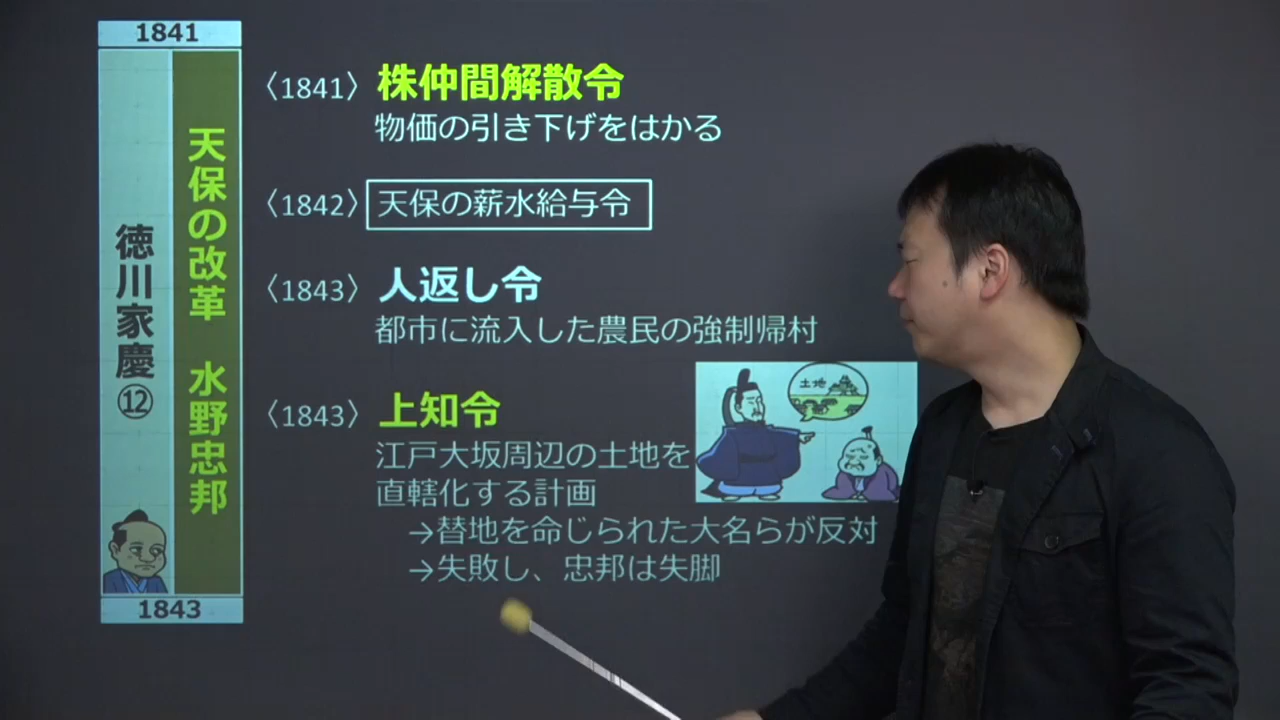 1841
天保の改革 水野忠邦
徳川家慶⑫
1843
〈1841〉株仲間解散令
物価の引き下げをはかる
〈1842〉天保の薪水給与令
〈1843〉人返し令
都市に流入した農民の強制帰村
〈1843〉上知令
江戸大坂周辺の土地を
直轄化する計画
→替地を命じられた大名らが反対
→失敗し、忠邦は失脚
土地